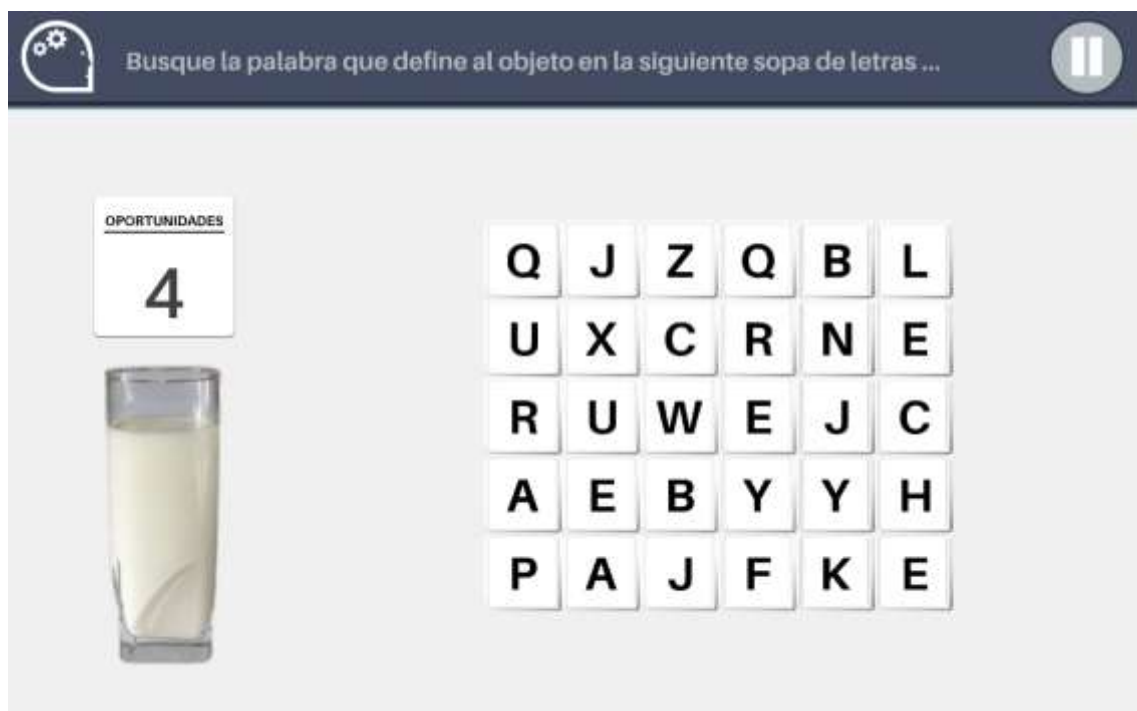 Busque la palabra que define al objeto en la siguiente sopa de letras ...
OPORTUNIDADES
4
Q J Z Q B L
U X C R N E
R U W E J C
A E B Y Y H
P A J F K E